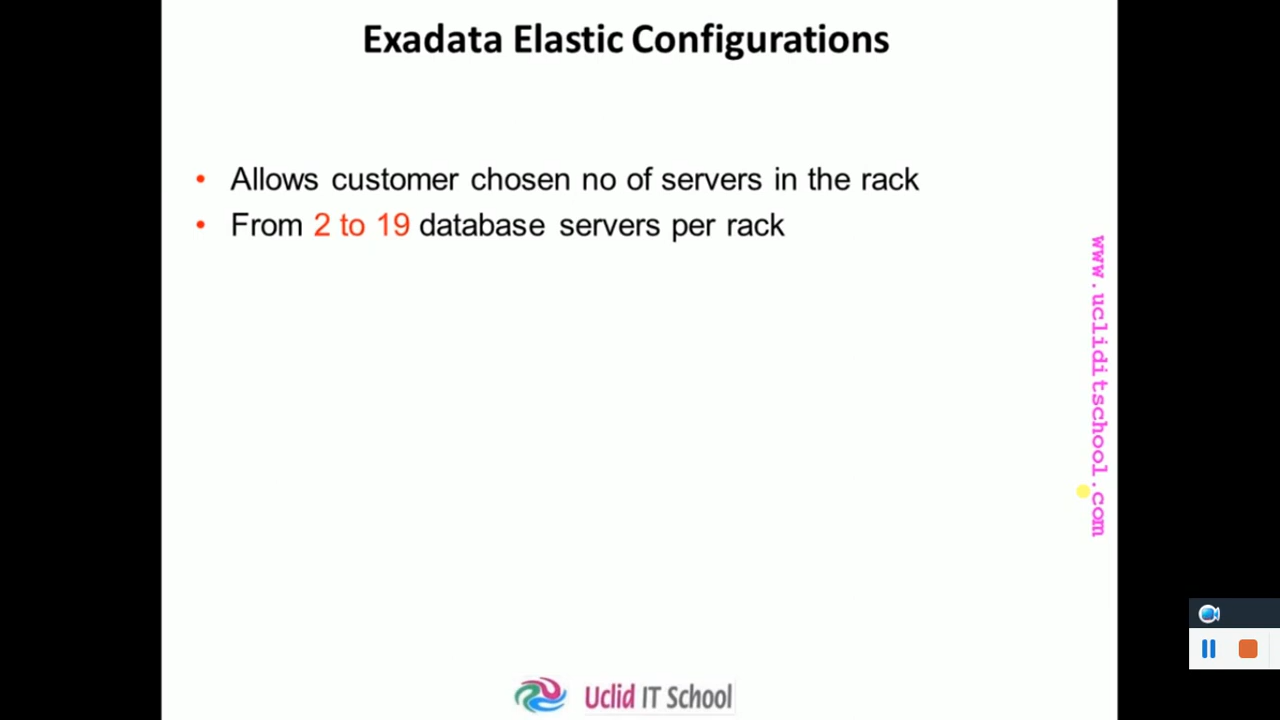 Exadata Elastic Configurations
• Allows customer chosen no of servers in the rack
• From 2 to 19 database servers per rack
www.ucliditschool.com
Uclid IT School